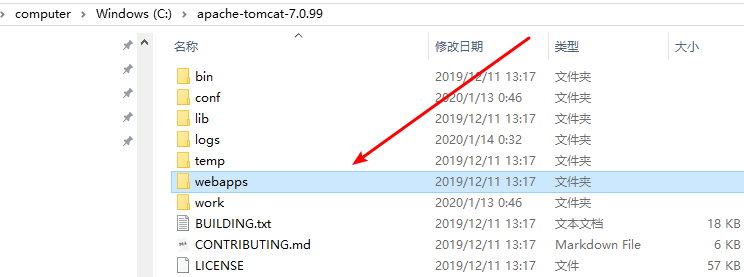 computer > Windows (C:) > apache-tomcat-7.0.99
名称 修改日期 类型 大小
bin 2019/12/11 13:17 文件夹
conf 2020/1/13 0:46 文件夹
lib 2019/12/11 13:17 文件夹
logs 2020/1/14 0:32 文件夹
temp 2019/12/11 13:17 文件夹
webapps 2019/12/11 13:17 文件夹
work 2020/1/13 0:46 文件夹
BUILDING.txt 2019/12/11 13:17 文本文档 18 KB
CONTRIBUTING.md 2019/12/11 13:17 Markdown File 6 KB
LICENSE 2019/12/11 13:17 文件 57 KB